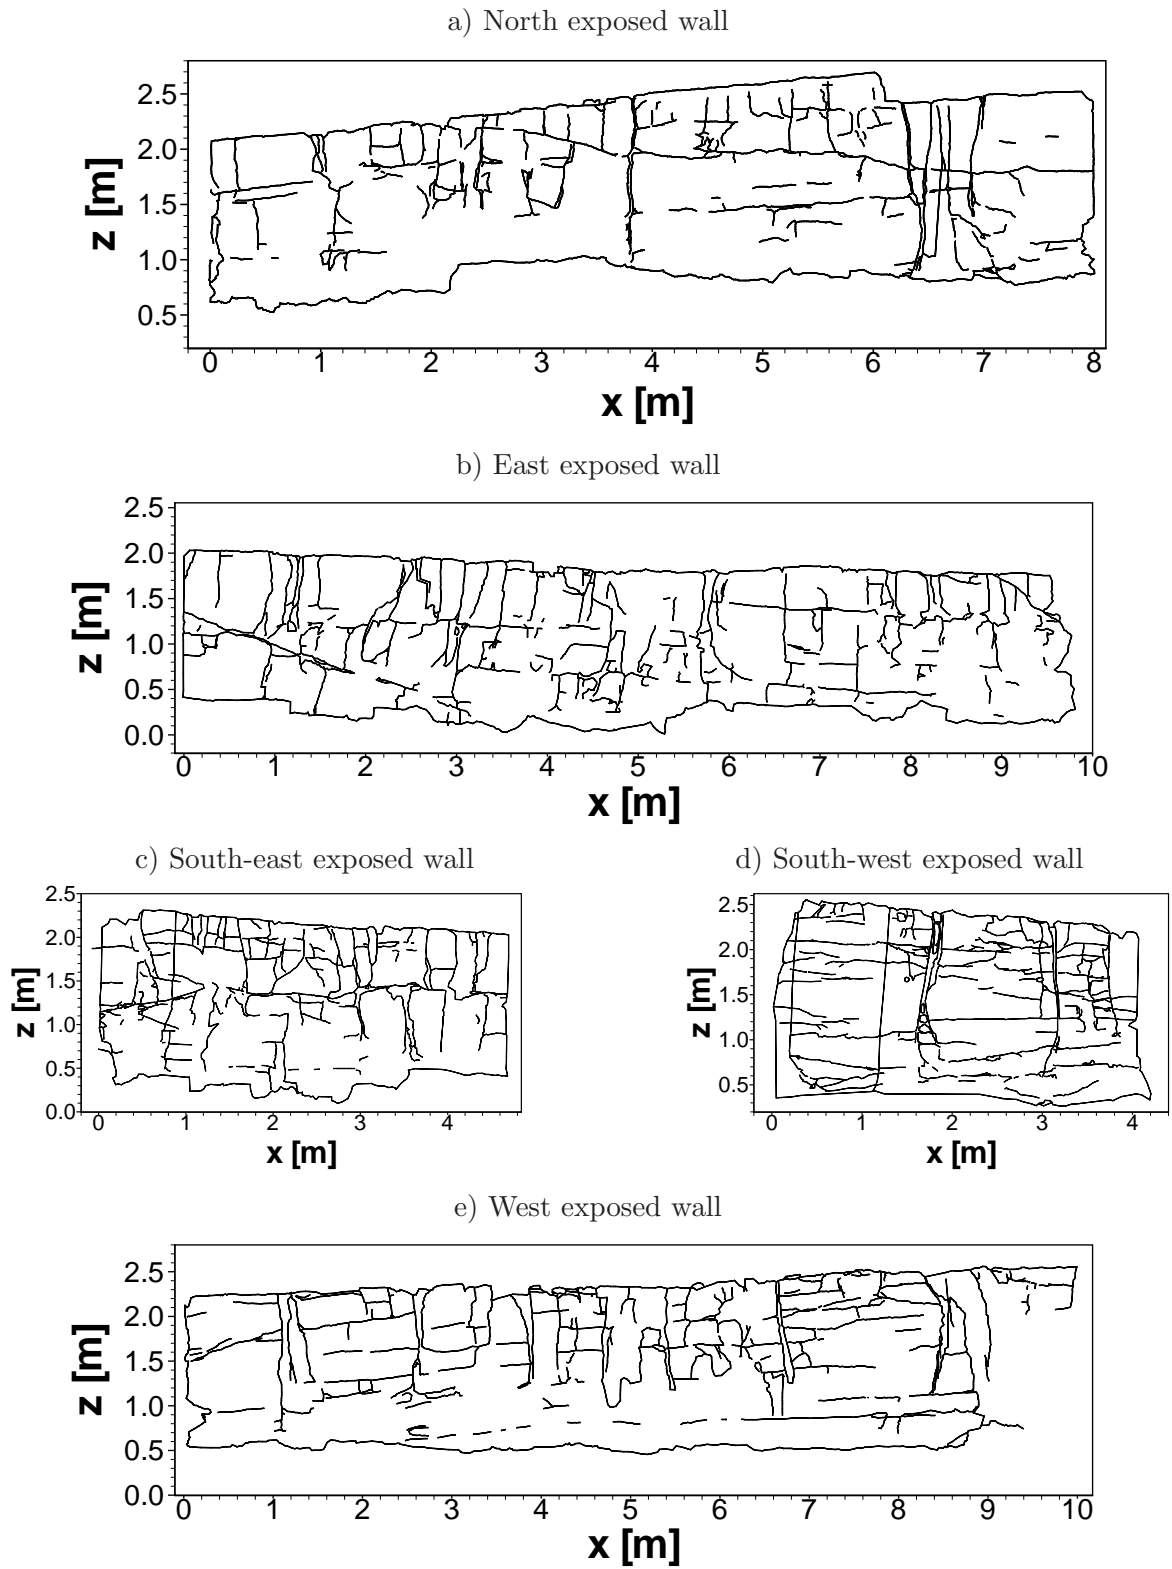 a) North exposed wall
2.5
2.0
1.5
1.0
0.5
z [m]
0 1 2 3 4 5 6 7 8
x [m]
b) East exposed wall
2.5
2.0
1.5
1.0
0.5
0.0
z [m]
0 1 2 3 4 5 6 7 8 9 10
x [m]
c) South-east exposed wall
2.5
2.0
1.5
1.0
0.5
0.0
z [m]
0 1 2 3 4
x [m]
d) South-west exposed wall
2.5
2.0
1.5
1.0
0.5
z [m]
0 1 2 3 4
x [m]
e) West exposed wall
2.5
2.0
1.5
1.0
0.5
0.0
z [m]
0 1 2 3 4 5 6 7 8 9 10
x [m]